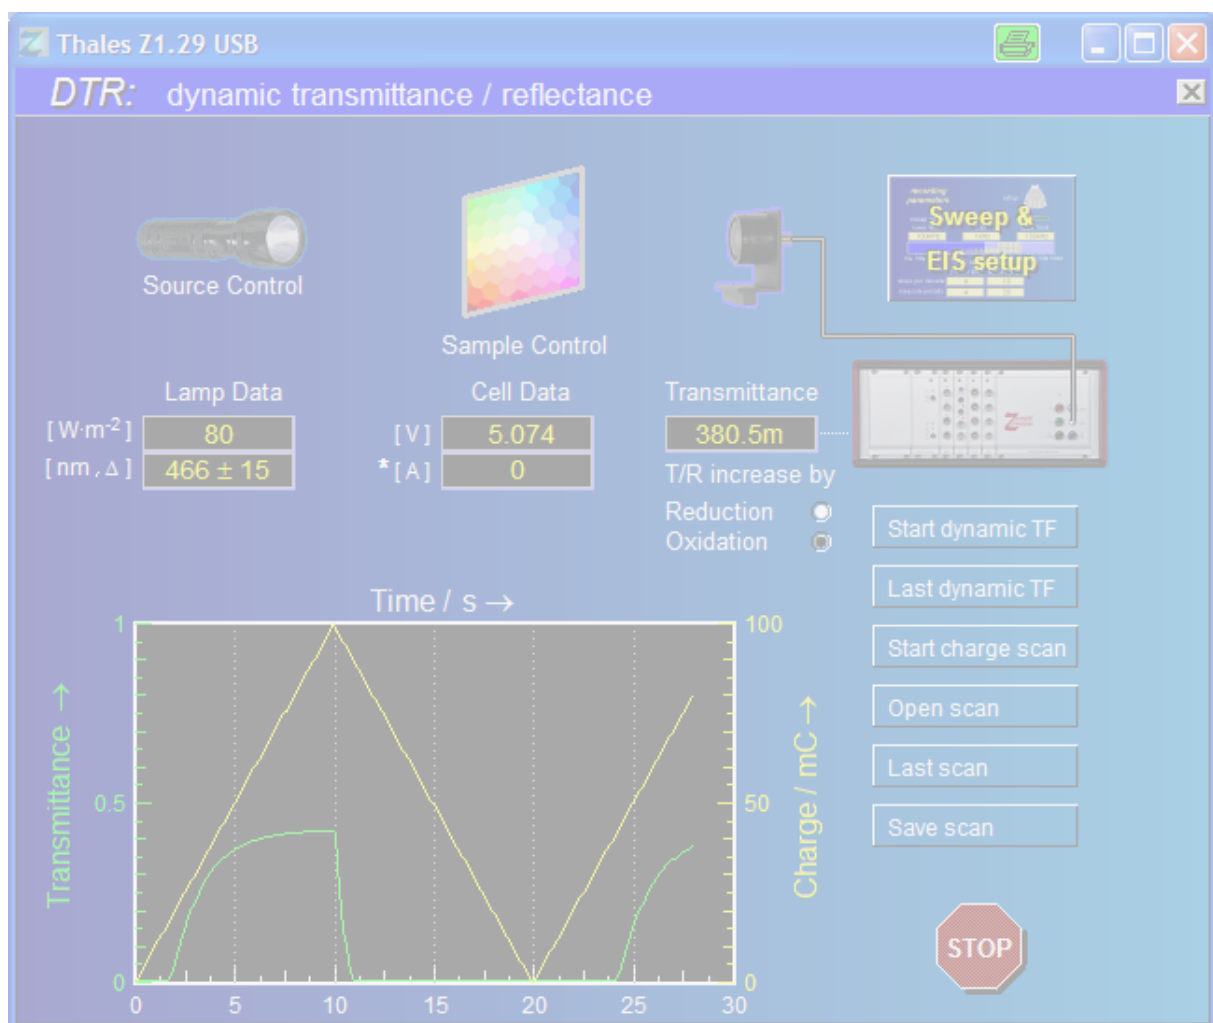 Thales Z1.29 USB
DTR: dynamic transmittance / reflectance
Sweep &
EIS setup
Source Control
Sample Control
Lamp Data
Cell Data
Transmittance
[W·m-2] 80
[V] 5.074
380.5m
[nm, Δ] 466 ± 15
*[A] 0
T/R increase by
Reduction
Oxidation
Start dynamic TF
Last dynamic TF
Start charge scan
Open scan
Last scan
Save scan
STOP
Time / s →
1
0.5
0
Transmittance →
100
50
0
Charge / mC →
0 5 10 15 20 25 30